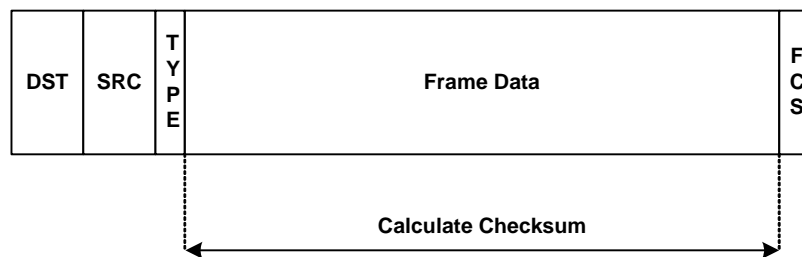 DST
SRC
T
Y
P
E
Frame Data
F
C
S
Calculate Checksum